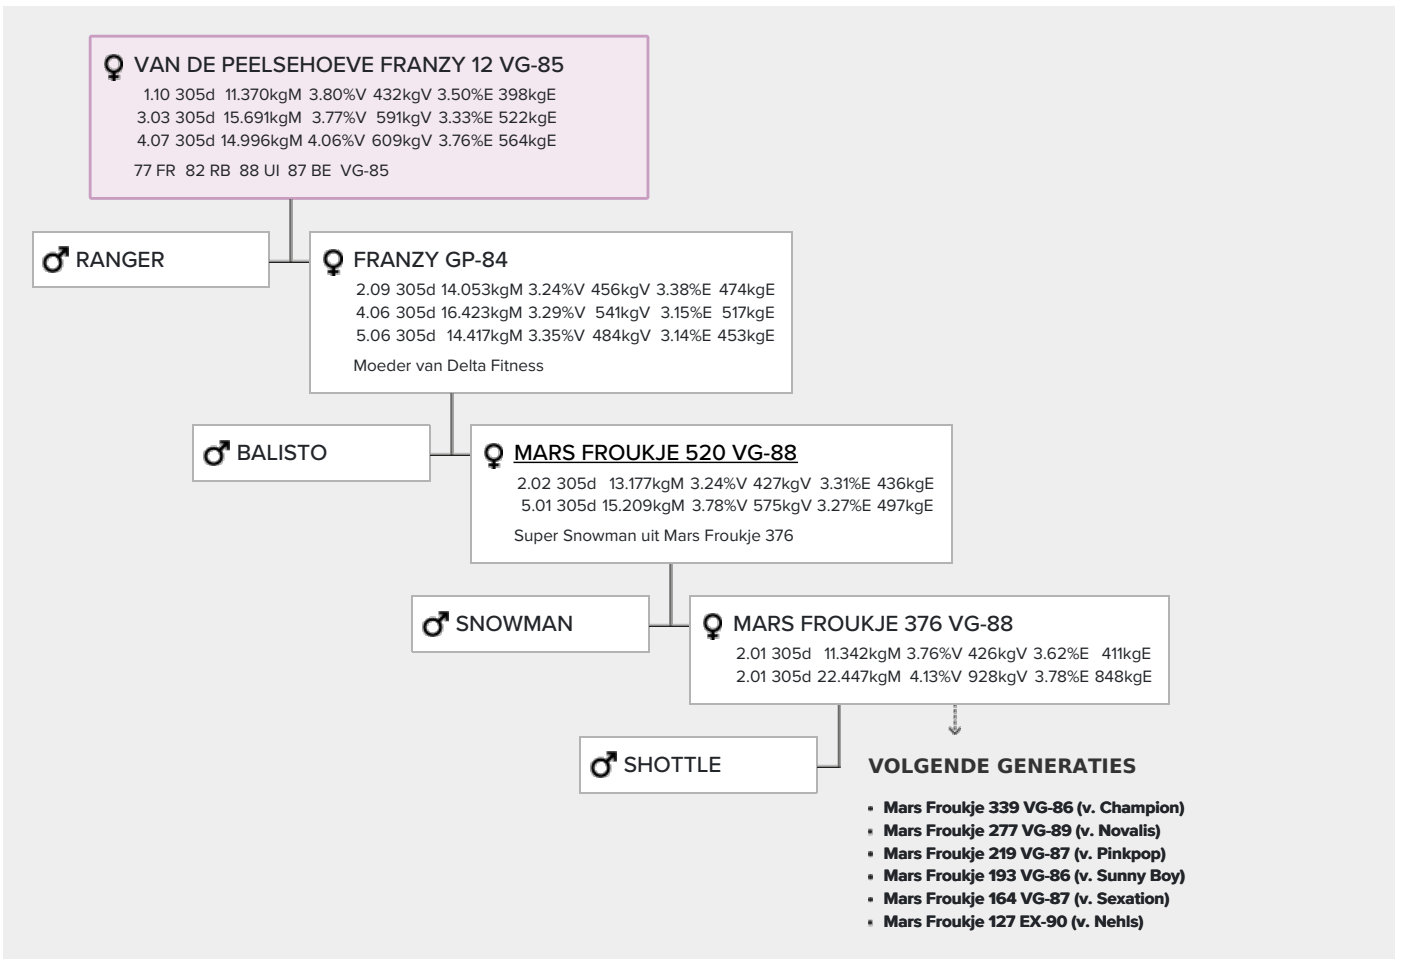 VAN DE PEELSEHOEVE FRANZY 12 VG-85
1.10 305d 11.370kgM 3.80%V 432kgV 3.50%E 398kgE
3.03 305d 15.691kgM 3.77%V 591kgV 3.33%E 522kgE
4.07 305d 14.996kgM 4.06%V 609kgV 3.76%E 564kgE
77 FR 82 RB 88 UI 87 BE VG-85
RANGER
FRANZY GP-84
2.09 305d 14.053kgM 3.24%V 456kgV 3.38%E 474kgE
4.06 305d 16.423kgM 3.29%V 541kgV 3.15%E 517kgE
5.06 305d 14.417kgM 3.35%V 484kgV 3.14%E 453kgE
Moeder van Delta Fitness
BALISTO
MARS FROUKJE 520 VG-88
2.02 305d 13.177kgM 3.24%V 427kgV 3.31%E 436kgE
5.01 305d 15.209kgM 3.78%V 575kgV 3.27%E 497kgE
Super Snowman uit Mars Froukje 376
SNOWMAN
MARS FROUKJE 376 VG-88
2.01 305d 11.342kgM 3.76%V 426kgV 3.62%E 411kgE
2.01 305d 22.447kgM 4.13%V 928kgV 3.78%E 848kgE
SHOTTLE
VOLGENDE GENERATIES
• Mars Froukje 339 VG-86 (v. Champion)
• Mars Froukje 277 VG-89 (v. Novalis)
• Mars Froukje 219 VG-87 (v. Pinkpop)
• Mars Froukje 193 VG-86 (v. Sunny Boy)
• Mars Froukje 164 VG-87 (v. Sexation)
• Mars Froukje 127 EX-90 (v. Nehls)